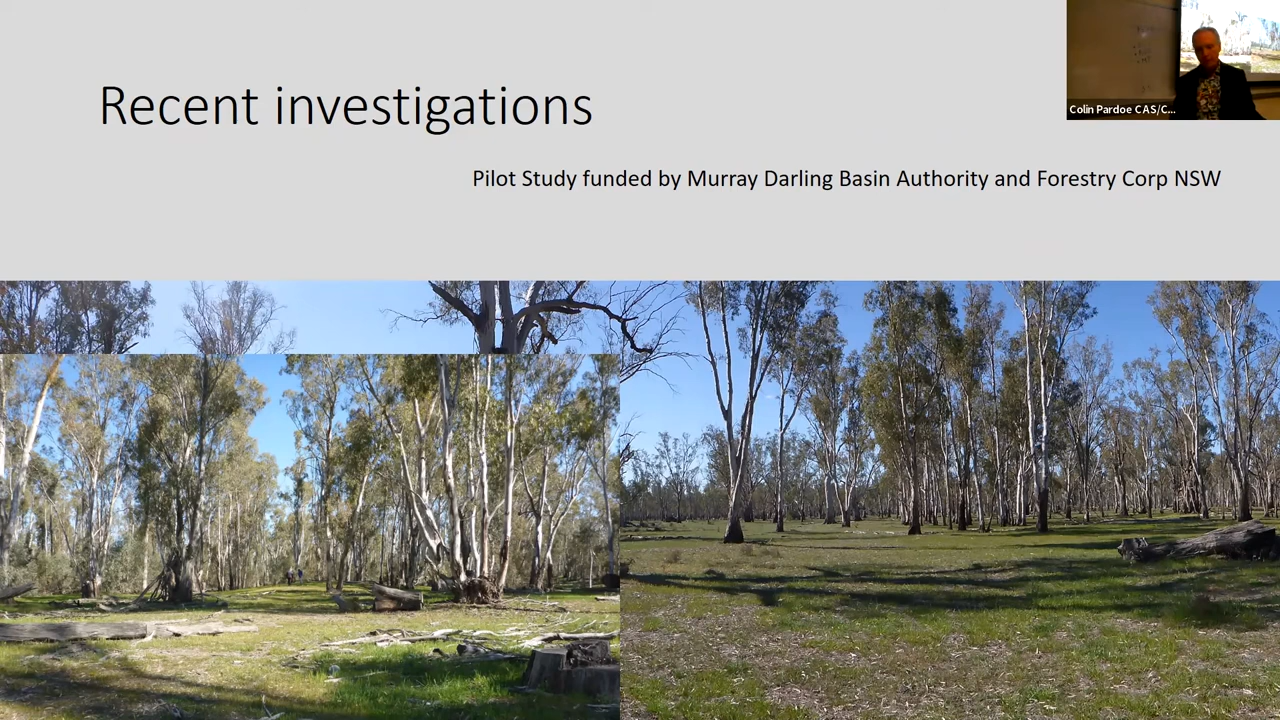 Recent investigations
Colin Pardoe CAS/C...
Pilot Study funded by Murray Darling Basin Authority and Forestry Corp NSW